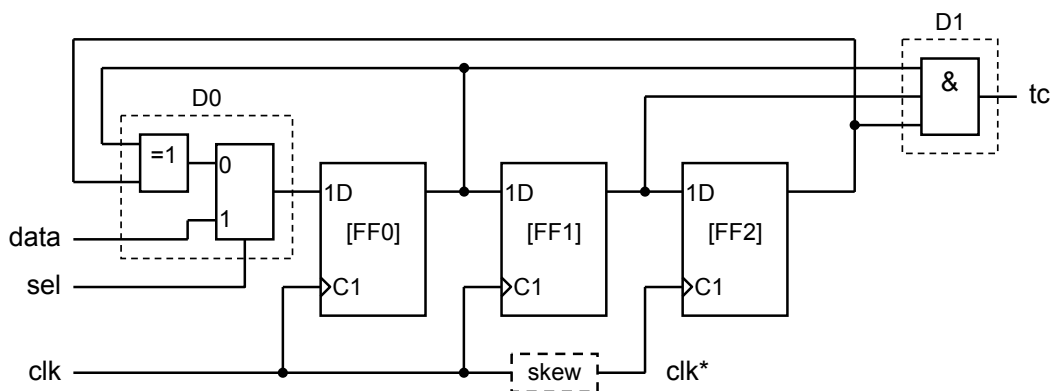 D1
&
tc
D0
=1
0
1
1D
[FF0]
C1
1D
[FF1]
C1
1D
[FF2]
C1
data
sel
clk
skew
clk*